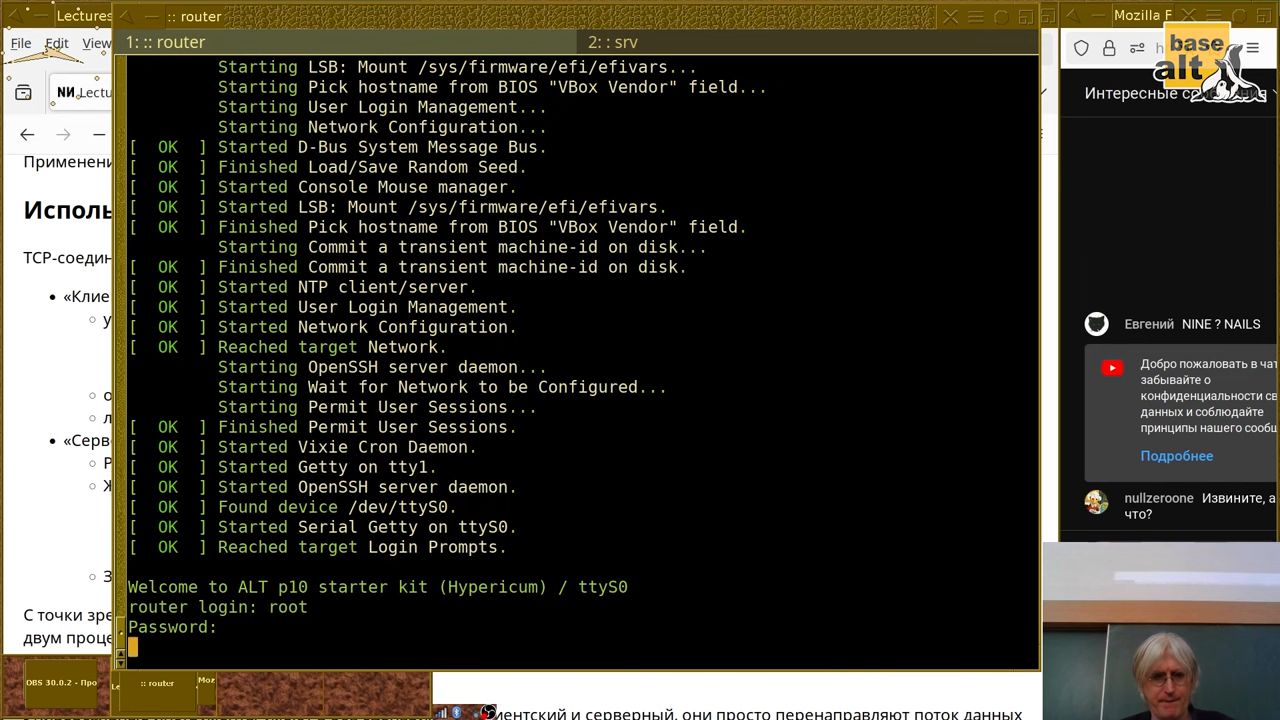 Lectures
:: router
Mozilla F
File Edit View
1: :: router
2: : srv
base
alt
Lectu
Интересные со
Применени
Исполь
TCP-соедин
«Клие
у
о
л
«Серв
Р
Ж
З
С точки зре
двум проце
Starting LSB: Mount /sys/firmware/efi/efivars...
Starting Pick hostname from BIOS "VBox Vendor" field...
Starting User Login Management...
Starting Network Configuration...
[ OK ] Started D-Bus System Message Bus.
[ OK ] Finished Load/Save Random Seed.
[ OK ] Started Console Mouse manager.
[ OK ] Started LSB: Mount /sys/firmware/efi/efivars.
[ OK ] Finished Pick hostname from BIOS "VBox Vendor" field.
Starting Commit a transient machine-id on disk...
[ OK ] Finished Commit a transient machine-id on disk.
[ OK ] Started NTP client/server.
[ OK ] Started User Login Management.
[ OK ] Started Network Configuration.
[ OK ] Reached target Network.
Starting OpenSSH server daemon...
Starting Wait for Network to be Configured...
Starting Permit User Sessions...
[ OK ] Finished Permit User Sessions.
[ OK ] Started Vixie Cron Daemon.
[ OK ] Started Getty on tty1.
[ OK ] Started OpenSSH server daemon.
[ OK ] Found device /dev/ttyS0.
[ OK ] Started Serial Getty on ttyS0.
[ OK ] Reached target Login Prompts.
Welcome to ALT p10 starter kit (Hypericum) / ttyS0
router login: root
Password:
Евгений NINE ? NAILS
Добро пожаловать в чат
забывайте о
конфиденциальности св
данных и соблюдайте
принципы нашего сообщ
Подробнее
nullzeroone Извините, а
что?
OBS 30.0.2 - Про
Le
:: router
Moz
иентский и серверный, они просто перенаправляют поток данных